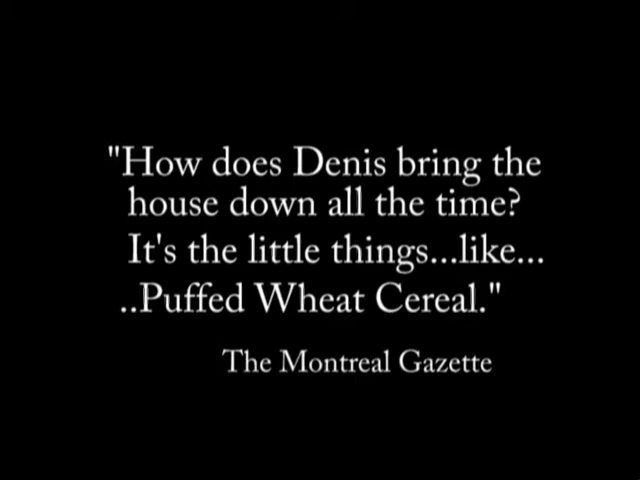 "How does Denis bring the
house down all the time?
It's the little things...like...
..Puffed Wheat Cereal."
The Montreal Gazette